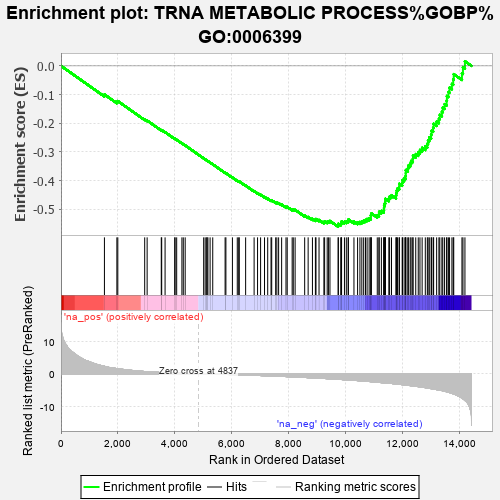 Enrichment plot: TRNA METABOLIC PROCESS%GOBP%
GO:0006399
Enrichment score (ES)
0.0
-0.1
-0.2
-0.3
-0.4
-0.5
'na_pos' (positively correlated)
Ranked list metric (PreRanked)
10
5
0
-5
-10
Zero cross at 4837
'na_neg' (negatively correlated)
0
2,000
4,000
6,000
8,000
10,000
12,000
14,000
Rank in Ordered Dataset
Enrichment profile
Hits
Ranking metric scores